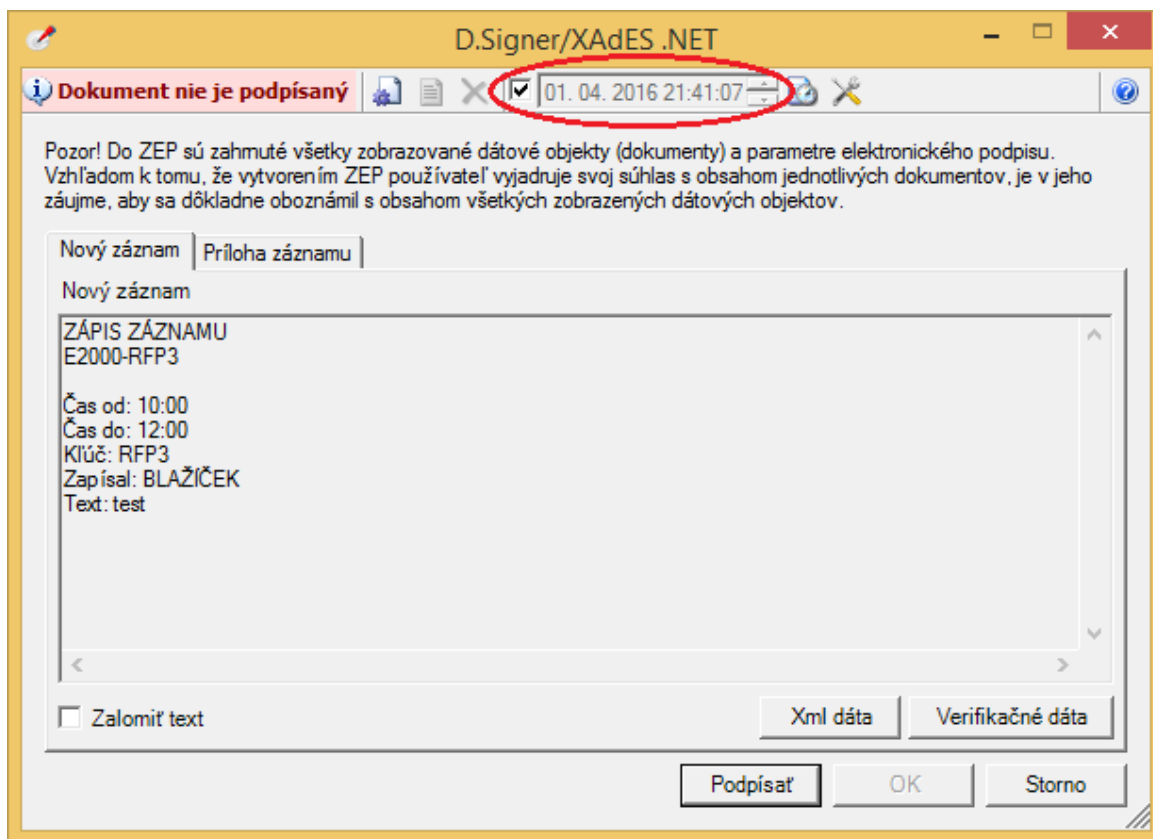 D.Signer/XAdES .NET
Dokument nie je podpísaný
01. 04. 2016 21:41:07
Pozor! Do ZEP sú zahrnuté všetky zobrazované dátové objekty (dokumenty) a parametre elektronického podpisu.
Vzhľadom k tomu, že vytvorením ZEP používateľ vyjadruje svoj súhlas s obsahom jednotlivých dokumentov, je v jeho
záujme, aby sa dôkladne oboznámil s obsahom všetkých zobrazených dátových objektov.
Nový záznam Príloha záznamu
Nový záznam
ZÁPIS ZÁZNAMU
E2000-RFP3
Čas od: 10:00
Čas do: 12:00
Kľúč: RFP3
Zapísal: BLAŽÍČEK
Text: test
Zalomiť text
Xml dáta Verifikačné dáta
Podpísať OK Storno